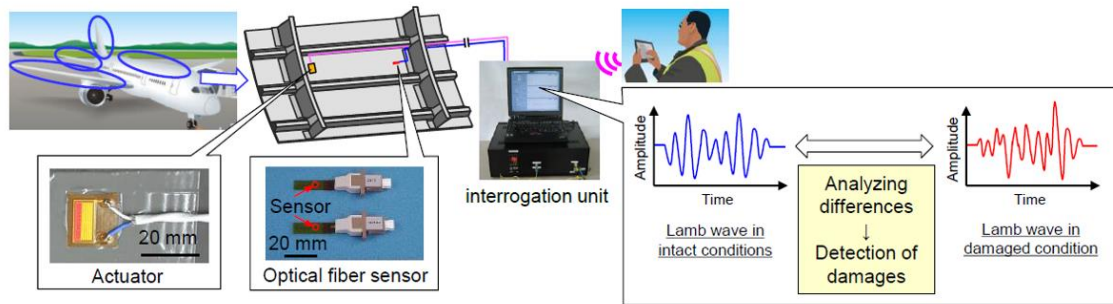 20 mm
Actuator
Sensor
20 mm
Optical fiber sensor
interrogation unit
Amplitude
Time
Lamb wave in
intact conditions
Analyzing
differences
↓
Detection of
damages
Amplitude
Time
Lamb wave in
damaged condition